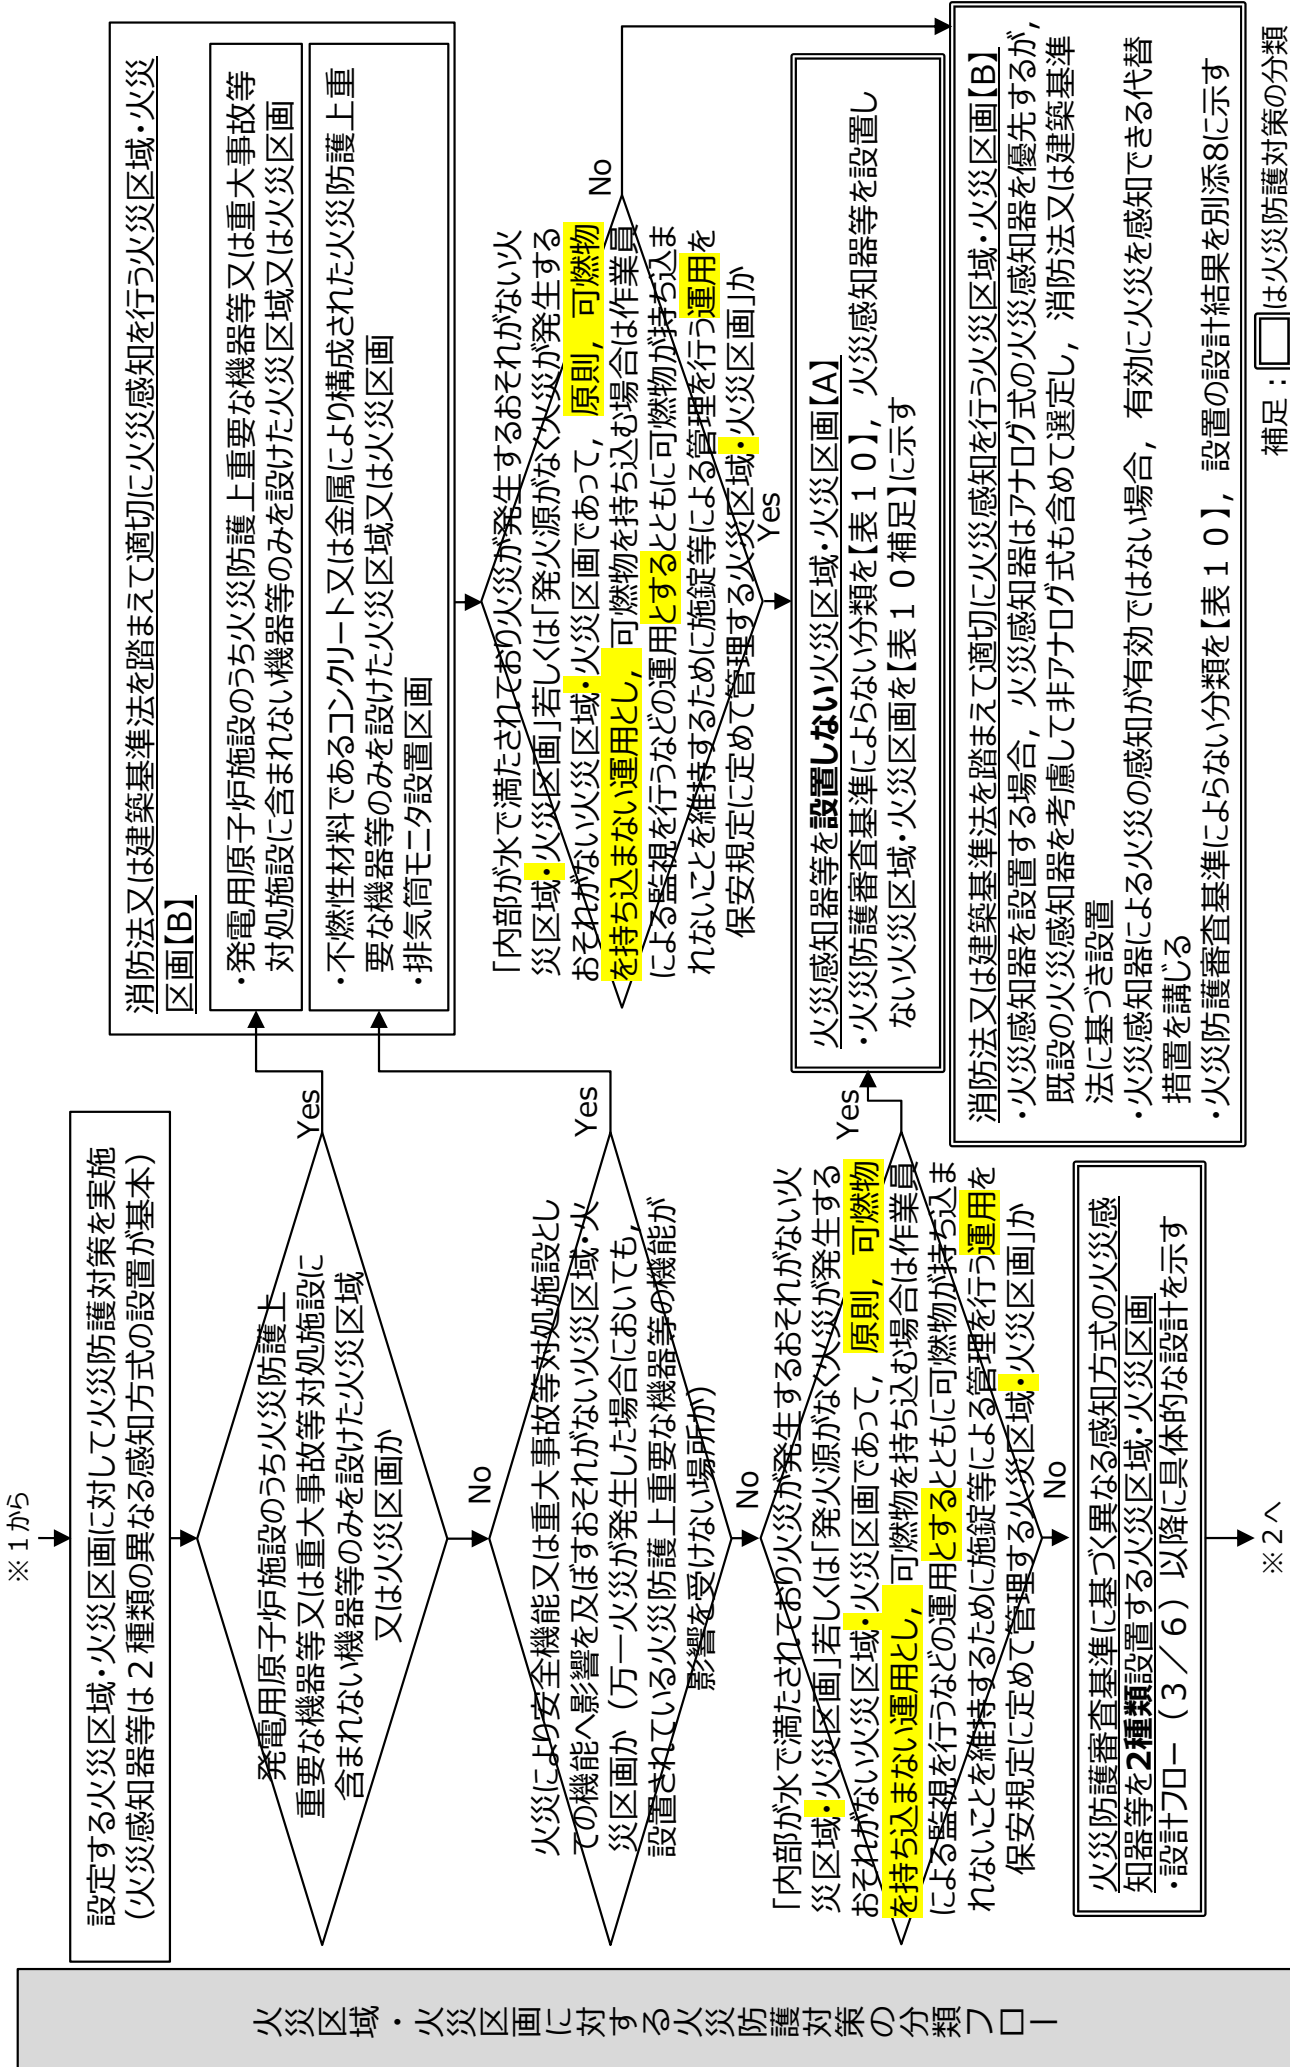 火災区域・火災区画に対する火災防護対策の分類フロー
※１から
設定する火災区域・火災区画に対して火災防護対策を実施
（火災感知器等は２種類の異なる感知方式の設置が基本）
発電用原子炉施設のうち火災防護上
重要な機器等又は重大事故等対処施設に
含まれない機器等のみを設けた火災区域
又は火災区画か
Yes
No
火災により安全機能又は重大事故等対処施設とし
ての機能へ影響を及ぼすおそれがない火災区域・火
災区画か（万一火災が発生した場合においても，
設置されている火災防護上重要な機器等の機能が
影響を受けない場所か）
Yes
No
「内部が水で満たされており火災が発生するおそれがない火
災区域・火災区画」若しくは「発火源がなく火災が発生する
おそれがない火災区域・火災区画であって，原則，可燃物
を持ち込まない運用とし，可燃物を持ち込む場合は作業員
による監視を行うなどの運用とするとともに可燃物が持ち込ま
れないことを維持するために施錠等による管理を行う運用を
保安規定に定めて管理する火災区域・火災区画」か
Yes
No
火災防護審査基準に基づく異なる感知方式の火災感
知器等を2種類設置する火災区域・火災区画
・設計フロー（３／６）以降に具体的な設計を示す
※２へ
消防法又は建築基準法を踏まえて適切に火災感知を行う火災区域・火災
区画【B】
・発電用原子炉施設のうち火災防護上重要な機器等又は重大事故等
対処施設に含まれない機器等のみを設けた火災区域又は火災区画
・不燃性材料であるコンクリート又は金属により構成された火災防護上重
要な機器等のみを設けた火災区域又は火災区画
・排気筒モニタ設置区画
「内部が水で満たされており火災が発生するおそれがない火
災区域・火災区画」若しくは「発火源がなく火災が発生する
おそれがない火災区域・火災区画であって，原則，可燃物
を持ち込まない運用とし，可燃物を持ち込む場合は作業員
による監視を行うなどの運用とするとともに可燃物が持ち込ま
れないことを維持するために施錠等による管理を行う運用を
保安規定に定めて管理する火災区域・火災区画」か
No
Yes
火災感知器等を設置しない火災区域・火災区画【A】
・火災防護審査基準によらない分類を【表１０】，火災感知器等を設置し
ない火災区域・火災区画を【表１０補足】に示す
消防法又は建築基準法を踏まえて適切に火災感知を行う火災区域・火災区画【B】
・火災感知器を設置する場合，火災感知器はアナログ式の火災感知器を優先するが，
既設の火災感知器を考慮して非アナログ式も含めて選定し，消防法又は建築基準
法に基づき設置
・火災感知器による火災の感知が有効ではない場合，有効に火災を感知できる代替
措置を講じる
・火災防護審査基準によらない分類を【表１０】，設置の設計結果を別添8に示す
補足：　は火災防護対策の分類